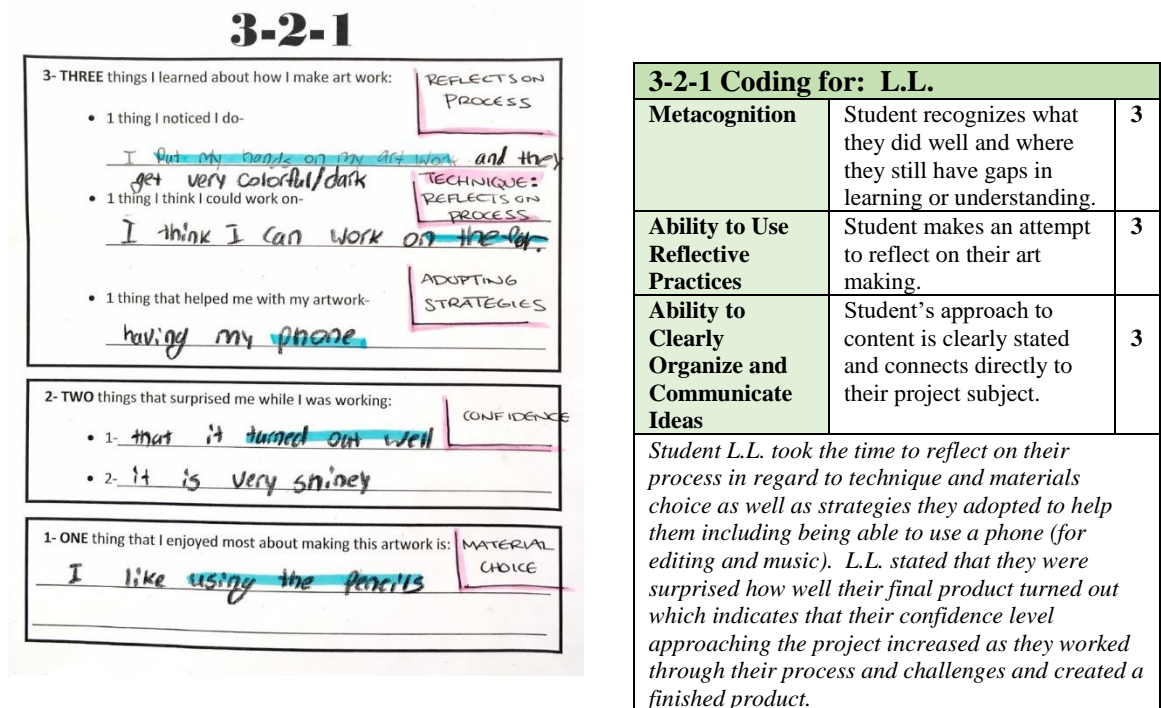 3-2-1
3- THREE things I learned about how I make art work:
REFLECTS ON
PROCESS
• 1 thing I noticed I do-
I put my hands on my art work and they
get very colorful/dark
TECHNIQUE:
REFLECTS ON
PROCESS
• 1 thing I think I could work on-
I think I can work on the
ADOPTING
STRATEGIES
• 1 thing that helped me with my artwork-
having my phone.
2- TWO things that surprised me while I was working:
CONFIDENCE
• 1- that it turned out well
• 2- it is very shiney
1- ONE thing that I enjoyed most about making this artwork is:
MATERIAL
CHOICE
I like using the pencils
3-2-1 Coding for: L.L.
Metacognition
Student recognizes what
they did well and where
they still have gaps in
learning or understanding.
3
Ability to Use
Reflective
Practices
Student makes an attempt
to reflect on their art
making.
3
Ability to
Clearly
Organize and
Communicate
Ideas
Student's approach to
content is clearly stated
and connects directly to
their project subject.
3
Student L.L. took the time to reflect on their
process in regard to technique and materials
choice as well as strategies they adopted to help
them including being able to use a phone (for
editing and music). L.L. stated that they were
surprised how well their final product turned out
which indicates that their confidence level
approaching the project increased as they worked
through their process and challenges and created a
finished product.